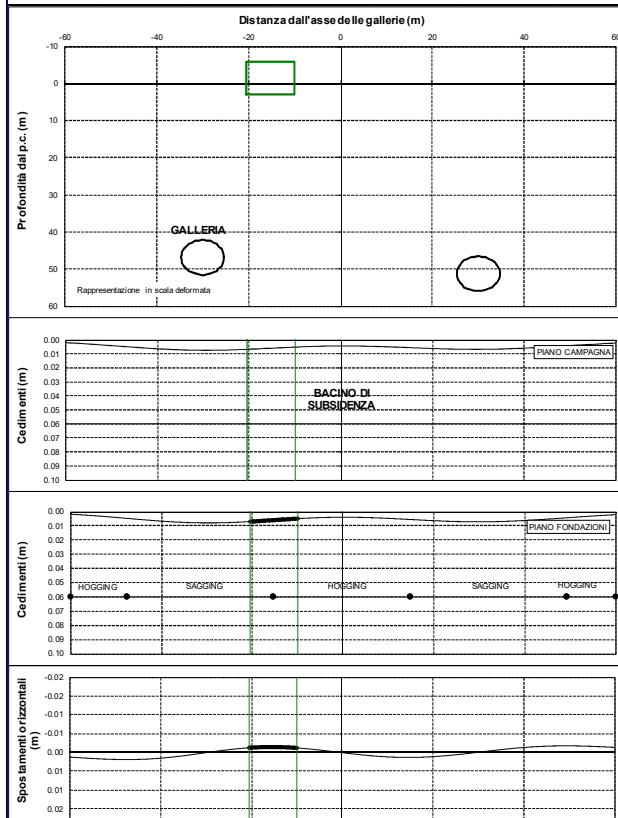 Distanza dall'asse delle gallerie (m)
-60 -40 -20 0 20 40 60
-10
0
10
20
30
40
50
60
Profondità dal p.c. (m)
GALLERIA
Rappresentazione in scala deformata
0.00
0.01
0.02
0.03
0.04
0.05
0.06
0.07
0.08
0.09
0.10
Cedimenti (m)
PIANO CAMPAGNA
BACINO DI
SUBSIDENZA
0.00
0.01
0.02
0.03
0.04
0.05
0.06
0.07
0.08
0.09
0.10
Cedimenti (m)
PIANO FONDAZIONI
HOGGING SAGGING HOGGING SAGGING HOGGING
-0.02
-0.01
-0.01
0.00
0.01
0.01
0.02
Spostamenti orizzontali
(m)